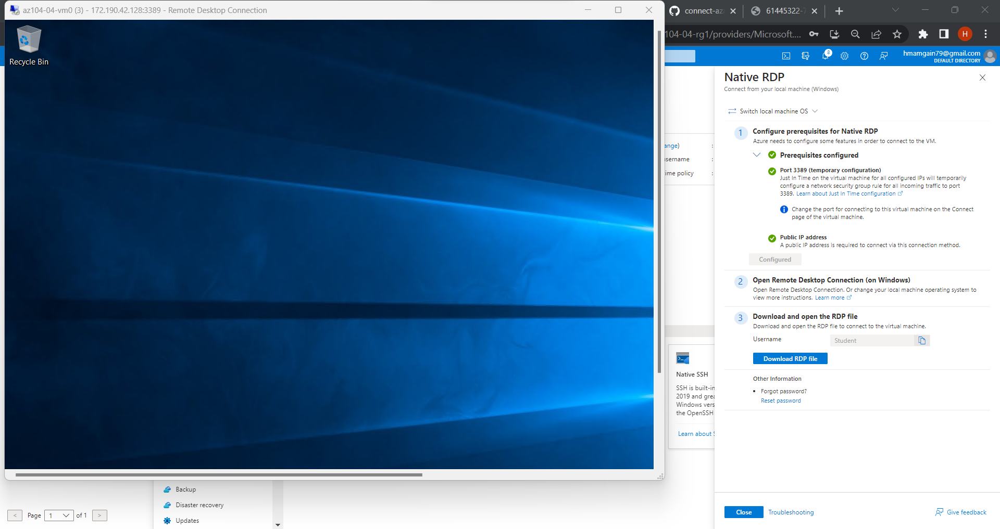 az104-04-vm0 (3) - 172.190.42.128:3389 - Remote Desktop Connection
connect-az
61445322-7
104-04-rg1/providers/Microsoft....
H
Recycle Bin
8
hmamgain79@gmail.com
DEFAULT DIRECTORY
Native RDP
Connect from your local machine (Windows)
Switch local machine OS
1
Configure prerequisites for Native RDP
Azure needs to configure some features in order to connect to the VM.
Prerequisites configured
Port 3389 (temporary configuration)
Just In Time on the virtual machine for all configured IPs will temporarily
configure a network security group rule for all incoming traffic to port
3389. Learn about Just In Time configuration
Change the port for connecting to this virtual machine on the Connect
page of the virtual machine.
Public IP address
A public IP address is required to connect via this connection method.
Configured
2
Open Remote Desktop Connection (on Windows)
Open Remote Desktop Connection. Or change your local machine operating system to
view more instructions. Learn more
3
Download and open the RDP file
Download and open the RDP file to connect to the virtual machine.
Username
Student
Download RDP file
Other Information
• Forgot password?
Reset password
Close
Troubleshooting
Give feedback
ange) :
sername :
ime policy :
Native SSH
SSH is built-in
2019 and grea
Windows vers
the OpenSSH
Learn about S
Backup
Disaster recovery
Updates
< Page 1 of 1 >